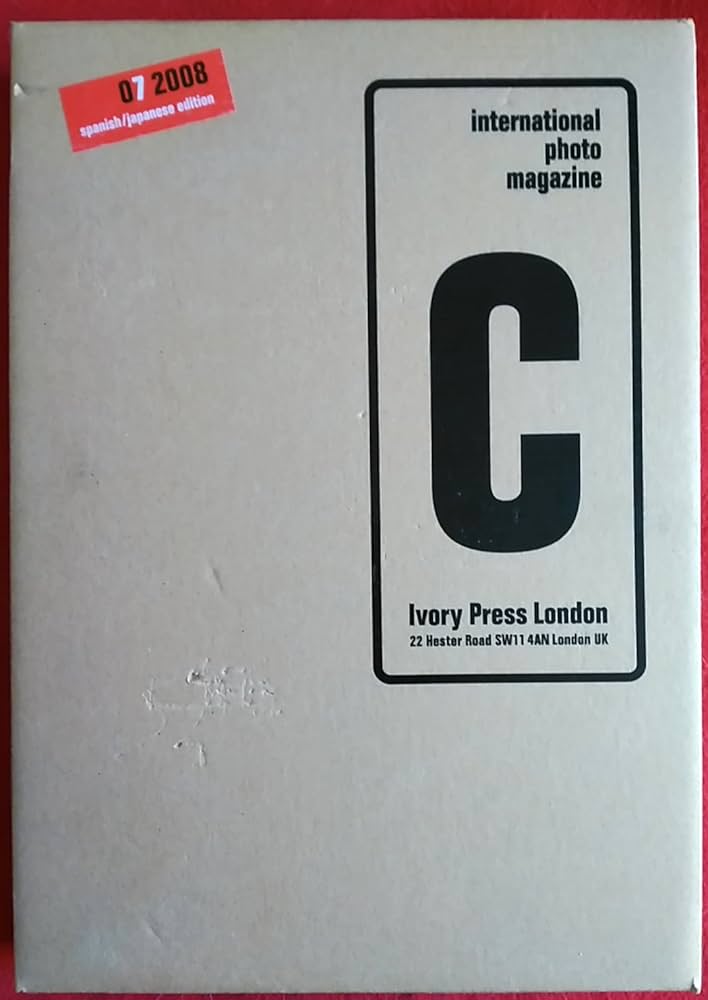 07 2008
spanish/japanese edition
international
photo
magazine
C
Ivory Press London
22 Hester Road SW11 4AN London UK